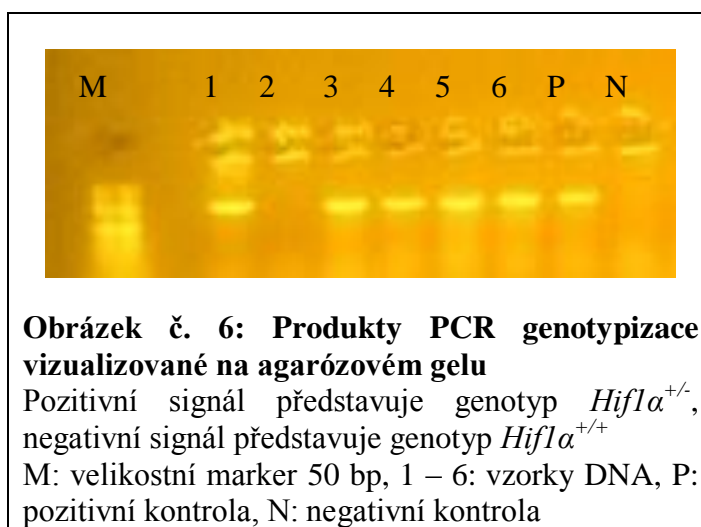 M 1 2 3 4 5 6 P N
Obrázek č. 6: Produkty PCR genotypizace
vizualizované na agarózovém gelu
Pozitivní signál představuje genotyp Hif1α+/-,
negativní signál představuje genotyp Hif1α+/+
M: velikostní marker 50 bp, 1 – 6: vzorky DNA, P:
pozitivní kontrola, N: negativní kontrola